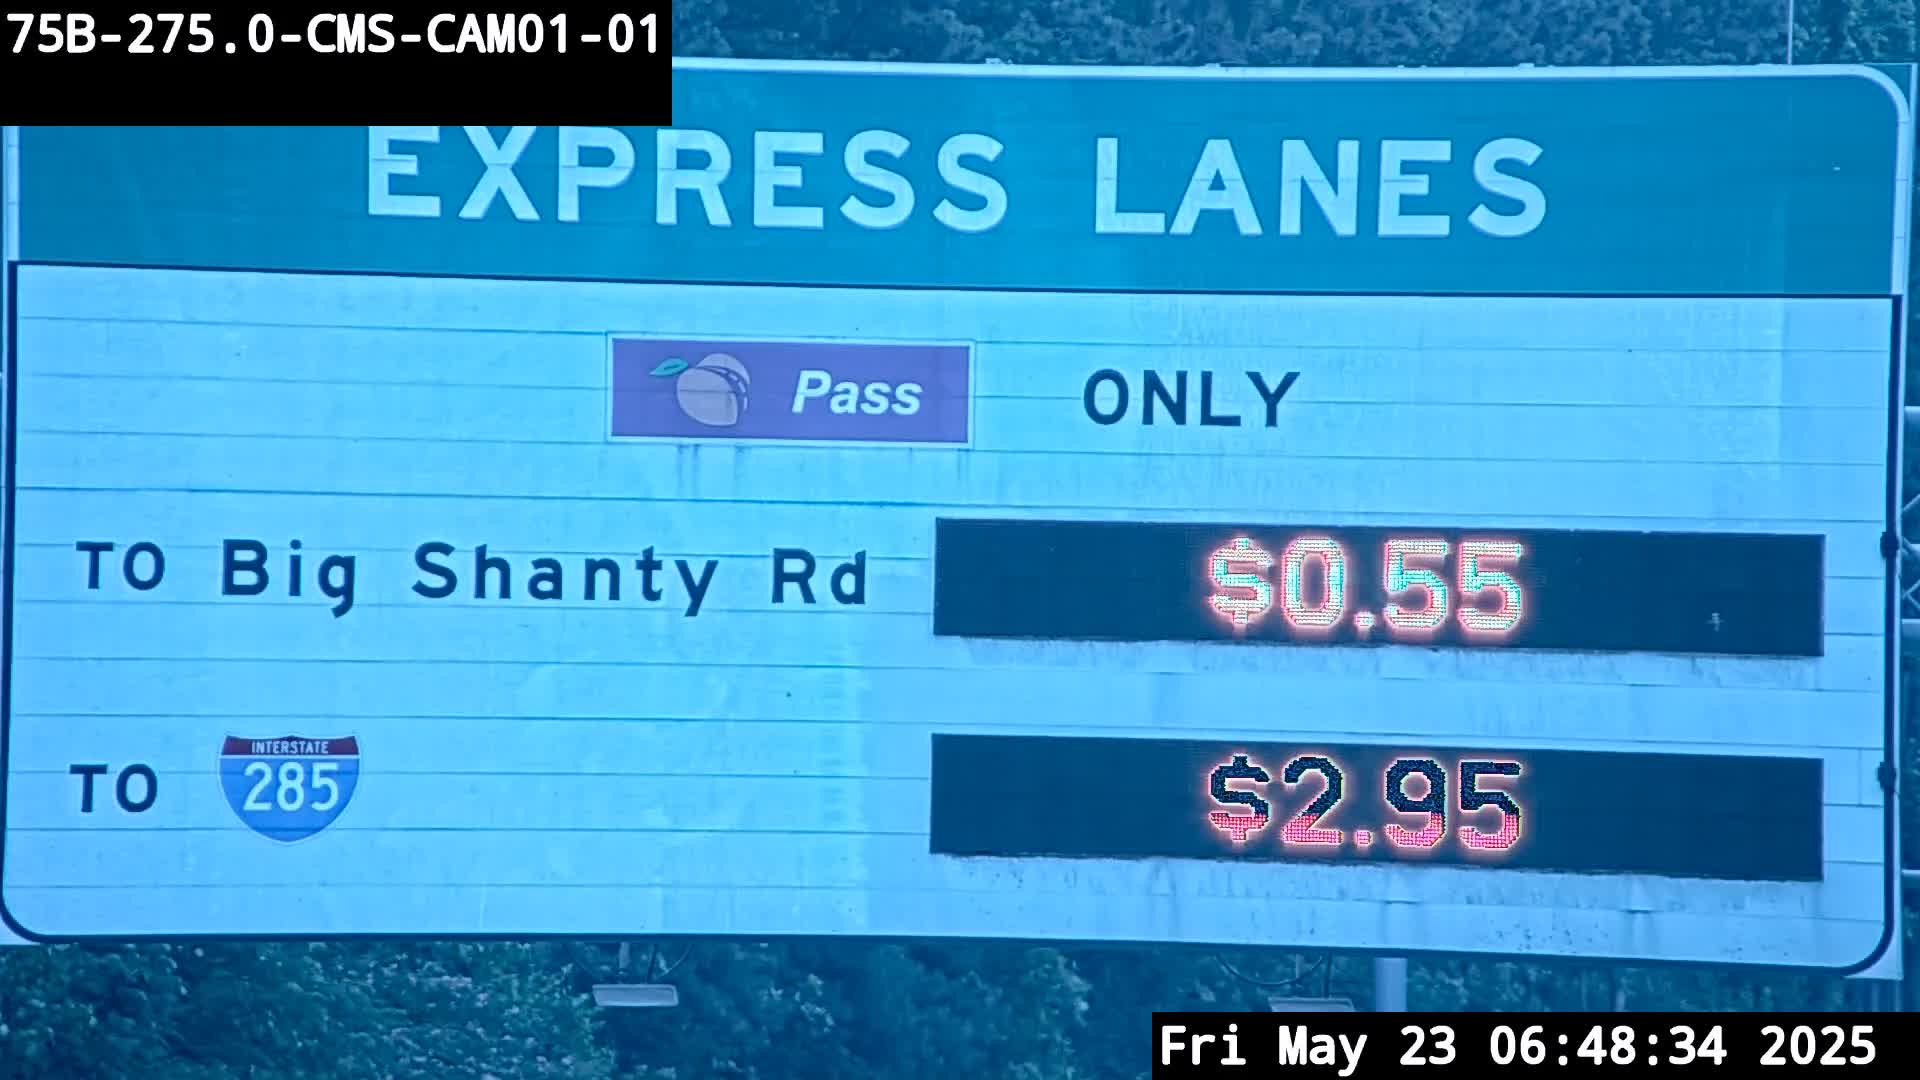 75B-275.0-CMS-CAM01-01
EXPRESS LANES
Pass ONLY
TO Big Shanty Rd $0.55
TO INTERSTATE 285 $2.95
Fri May 23 06:48:34 2025